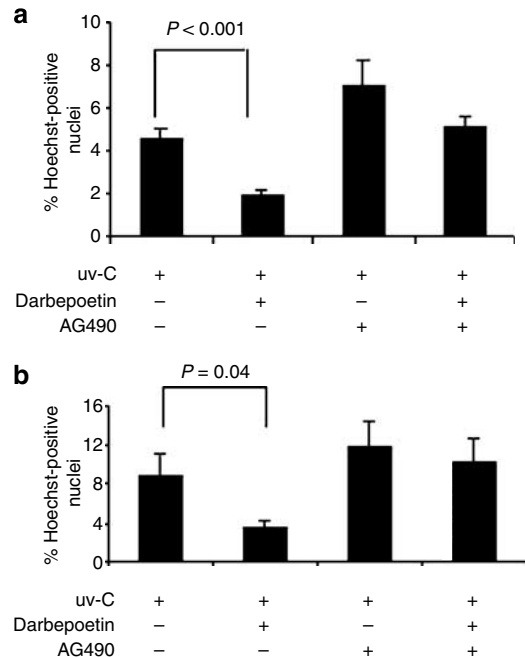 a
P < 0.001
% Hoechst-positive
nuclei
10
8
6
4
2
0
uv-C + + + +
Darbepoetin – + – +
AG490 – – + +
b
P = 0.04
% Hoechst-positive
nuclei
16
12
8
4
0
uv-C + + + +
Darbepoetin – + – +
AG490 – – + +